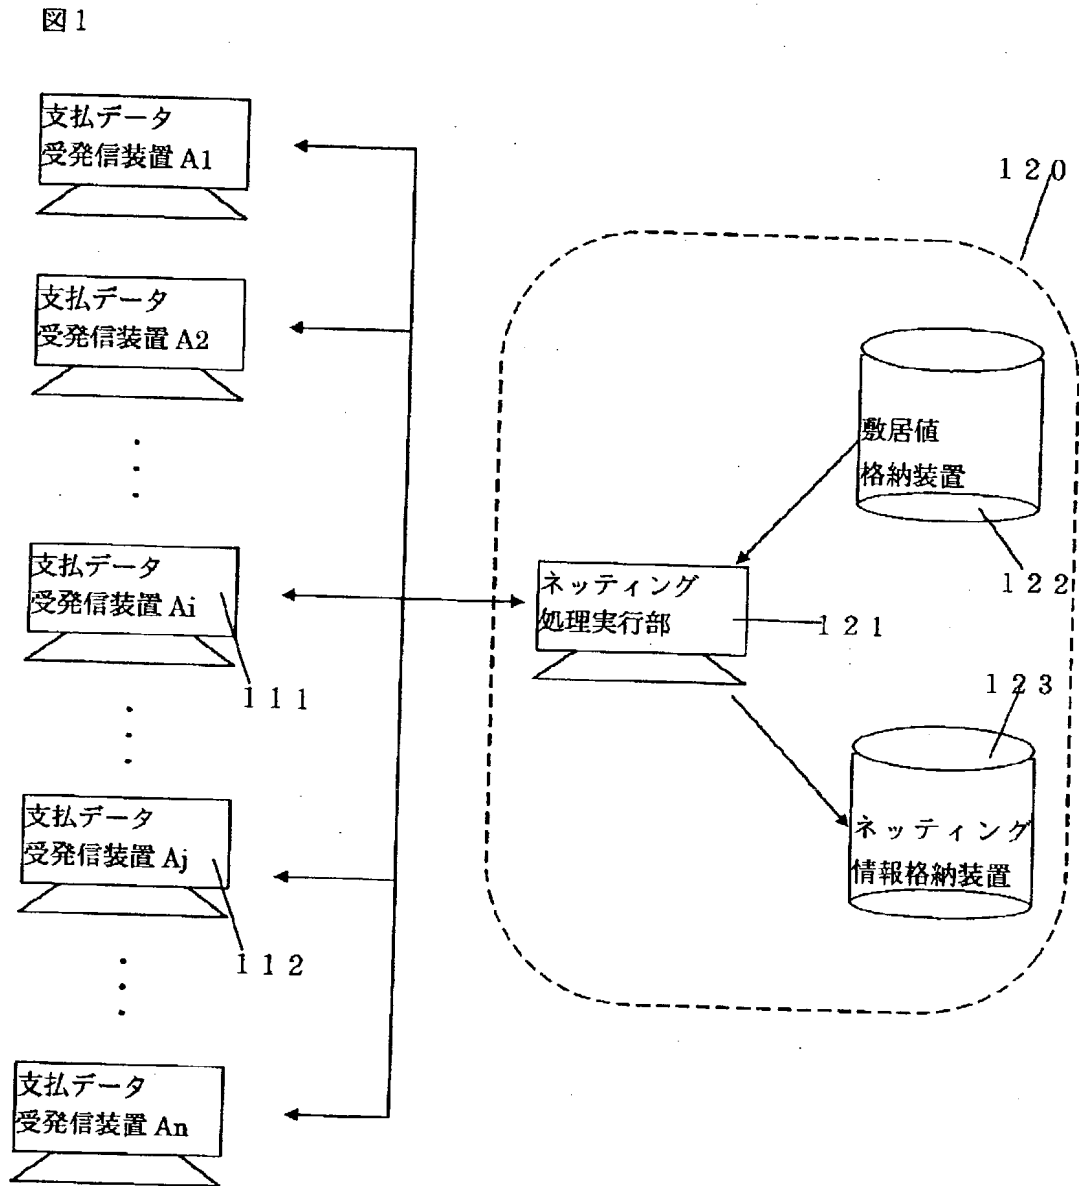 図1
支払データ
受発信装置 A1
120
支払データ
受発信装置 A2
敷居値
格納装置
122
支払データ
受発信装置 Ai
111
ネッティング
処理実行部
121
123
支払データ
受発信装置 Aj
112
ネッティング
情報格納装置
支払データ
受発信装置 An